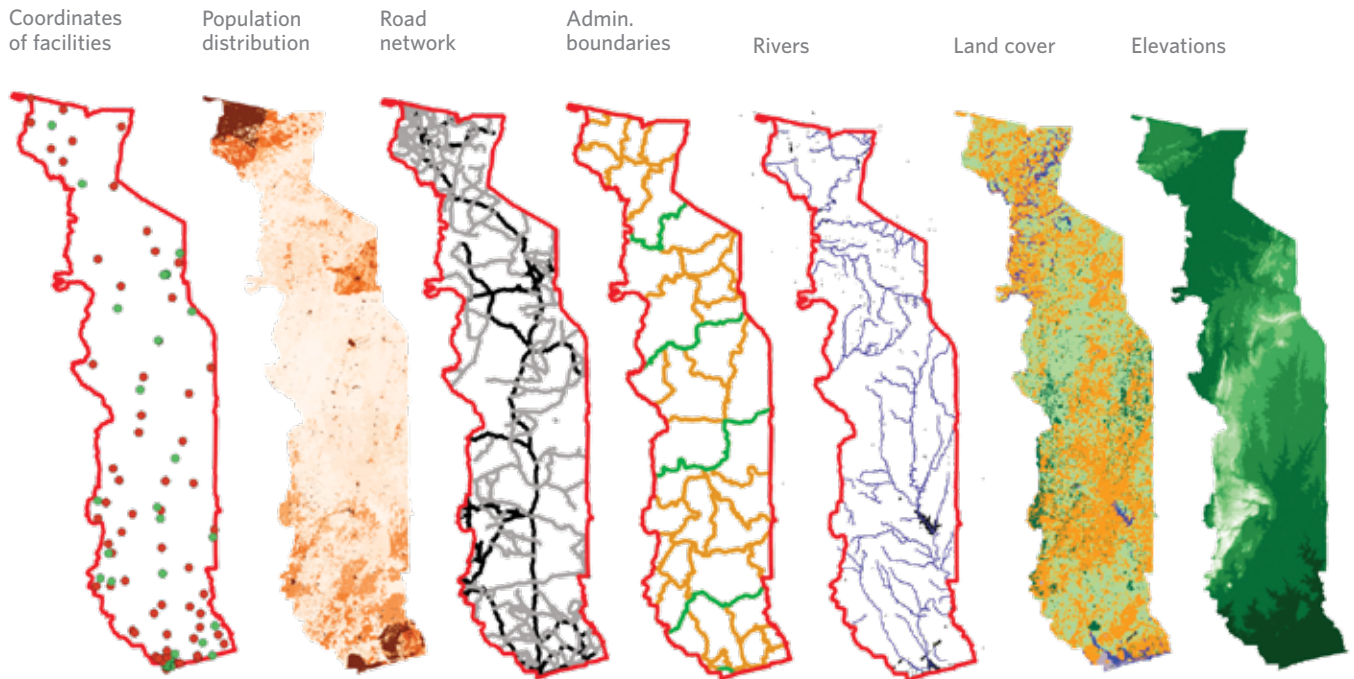 Coordinates
of facilities
Population
distribution
Road
network
Admin.
boundaries
Rivers
Land cover
Elevations